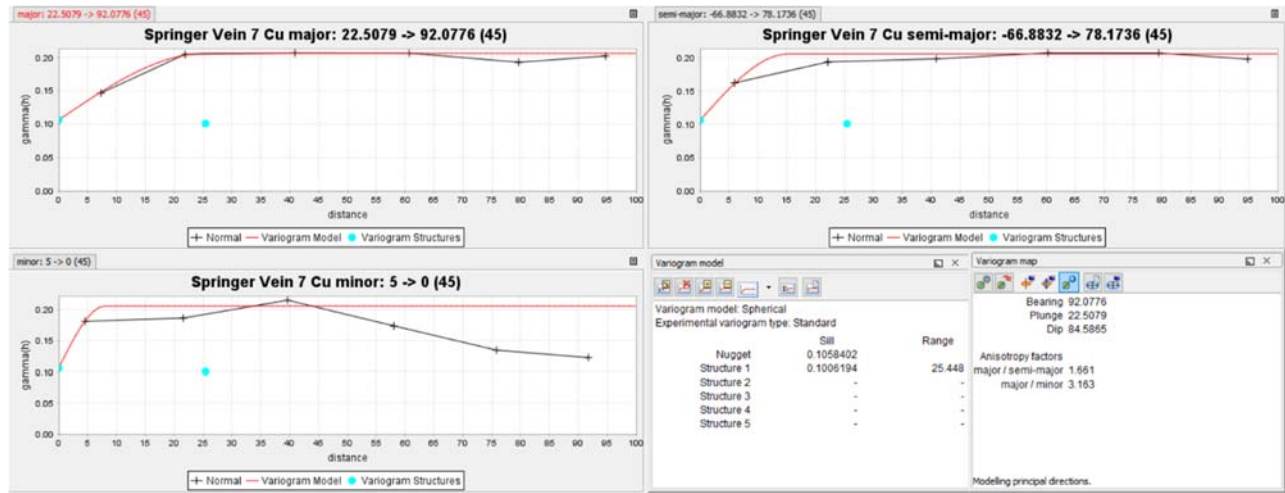 major: 22.5079 -> 92.0776 (45)
Springer Vein 7 Cu major: 22.5079 -> 92.0776 (45)
gamma(h)
0.20
0.15
0.10
0.05
0.00
0 5 10 15 20 25 30 35 40 45 50 55 60 65 70 75 80 85 90 95 100
distance
Normal Variogram Model Variogram Structures
semi-major: -66.8832 -> 78.1736 (45)
Springer Vein 7 Cu semi-major: -66.8832 -> 78.1736 (45)
gamma(h)
0.20
0.15
0.10
0.05
0.00
0 5 10 15 20 25 30 35 40 45 50 55 60 65 70 75 80 85 90 95 100
distance
Normal Variogram Model Variogram Structures
minor: 5 -> 0 (45)
Springer Vein 7 Cu minor: 5 -> 0 (45)
gamma(h)
0.20
0.15
0.10
0.05
0.00
0 5 10 15 20 25 30 35 40 45 50 55 60 65 70 75 80 85 90 95 100
distance
Normal Variogram Model Variogram Structures
Variogram model
Variogram model: Spherical
Experimental variogram type: Standard
Sill Range
Nugget 0.1058402
Structure 1 0.1006194 25.448
Structure 2 - -
Structure 3 - -
Structure 4 - -
Structure 5 - -
Variogram map
Bearing 92.0776
Plunge 22.5079
Dip 84.5865
Anisotropy factors
major / semi-major 1.661
major / minor 3.163
Modelling principal directions.